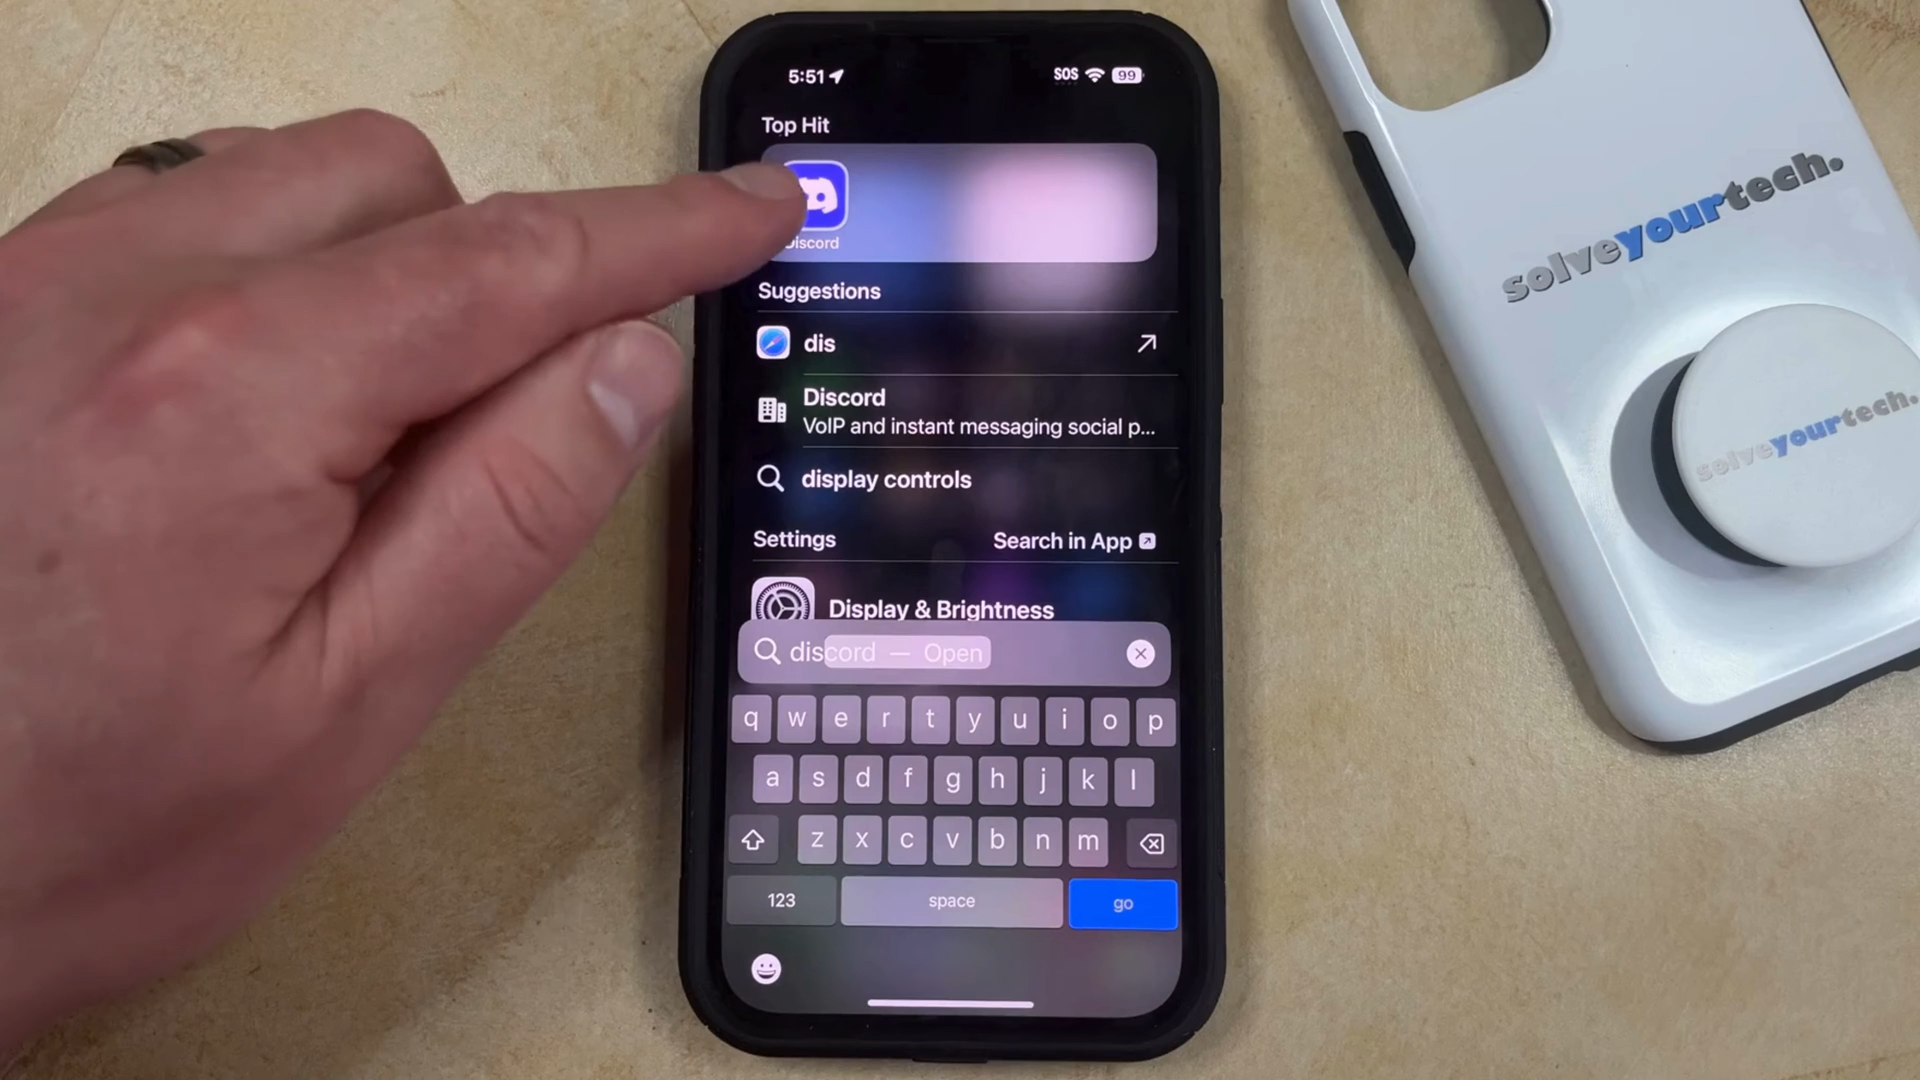 5:51
SOS
99
Top Hit
Discord
Suggestions
dis
Discord
VoIP and instant messaging social p...
display controls
Settings
Search in App
Display & Brightness
discord — Open
q w e r t y u i o p
a s d f g h j k l
z x c v b n m
123
space
go
solveyourtech.
solveyourtech.